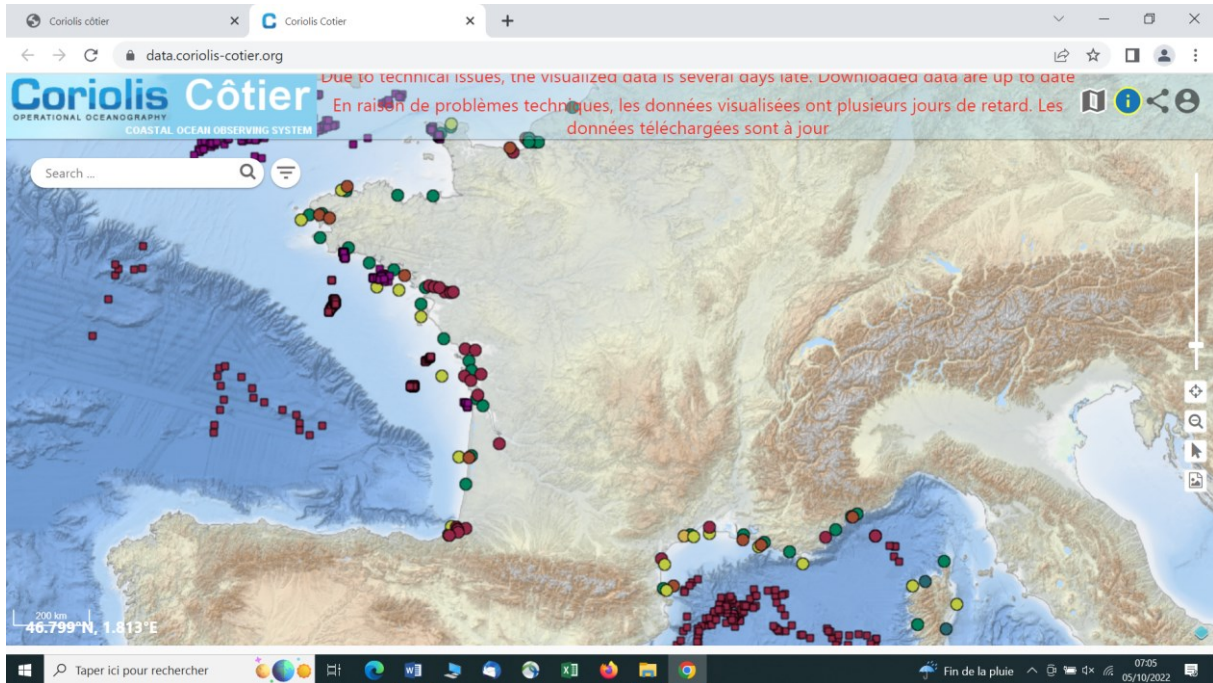 Coriolis côtier
Coriolis Cotier
data.coriolis-cotier.org
Coriolis Côtier
OPERATIONAL OCEANOGRAPHY
COASTAL OCEAN OBSERVING SYSTEM
Due to technical issues, the visualized data is several days late. Downloaded data are up to date
En raison de problèmes techniques, les données visualisées ont plusieurs jours de retard. Les
données téléchargées sont à jour
Search ...
200 km
46.799°N, 1.813°E
Taper ici pour rechercher
Fin de la pluie
07:05
05/10/2022